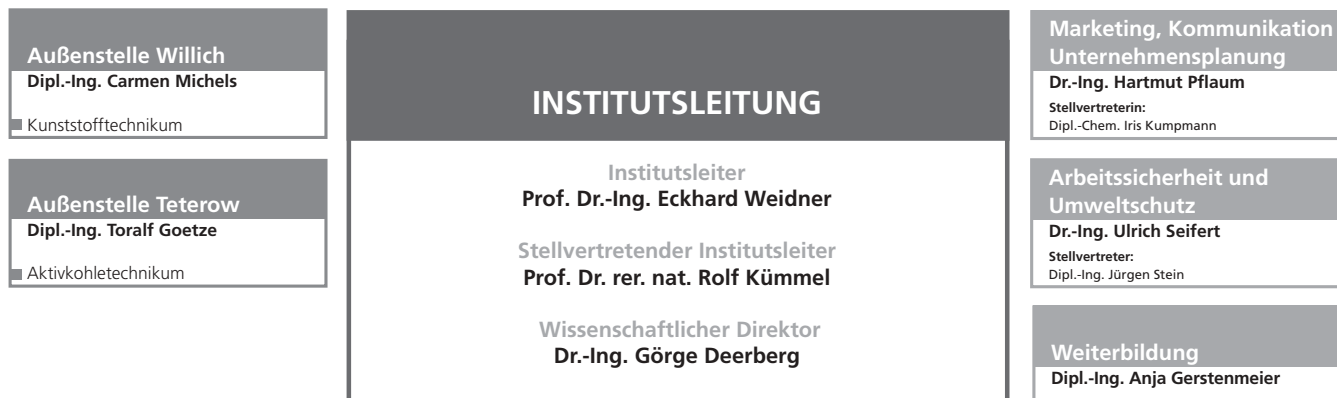 Außenstelle Willich
Dipl.-Ing. Carmen Michels
Kunststofftechnikum
Außenstelle Teterow
Dipl.-Ing. Toralf Goetze
Aktivkohletechnikum
INSTITUTSLEITUNG
Institutsleiter
Prof. Dr.-Ing. Eckhard Weidner
Stellvertretender Institutsleiter
Prof. Dr. rer. nat. Rolf Kümmel
Wissenschaftlicher Direktor
Dr.-Ing. Görge Deerberg
Marketing, Kommunikation
Unternehmensplanung
Dr.-Ing. Hartmut Pflaum
Stellvertreterin:
Dipl.-Chem. Iris Kumpmann
Arbeitssicherheit und
Umweltschutz
Dr.-Ing. Ulrich Seifert
Stellvertreter:
Dipl.-Ing. Jürgen Stein
Weiterbildung
Dipl.-Ing. Anja Gerstenmeier